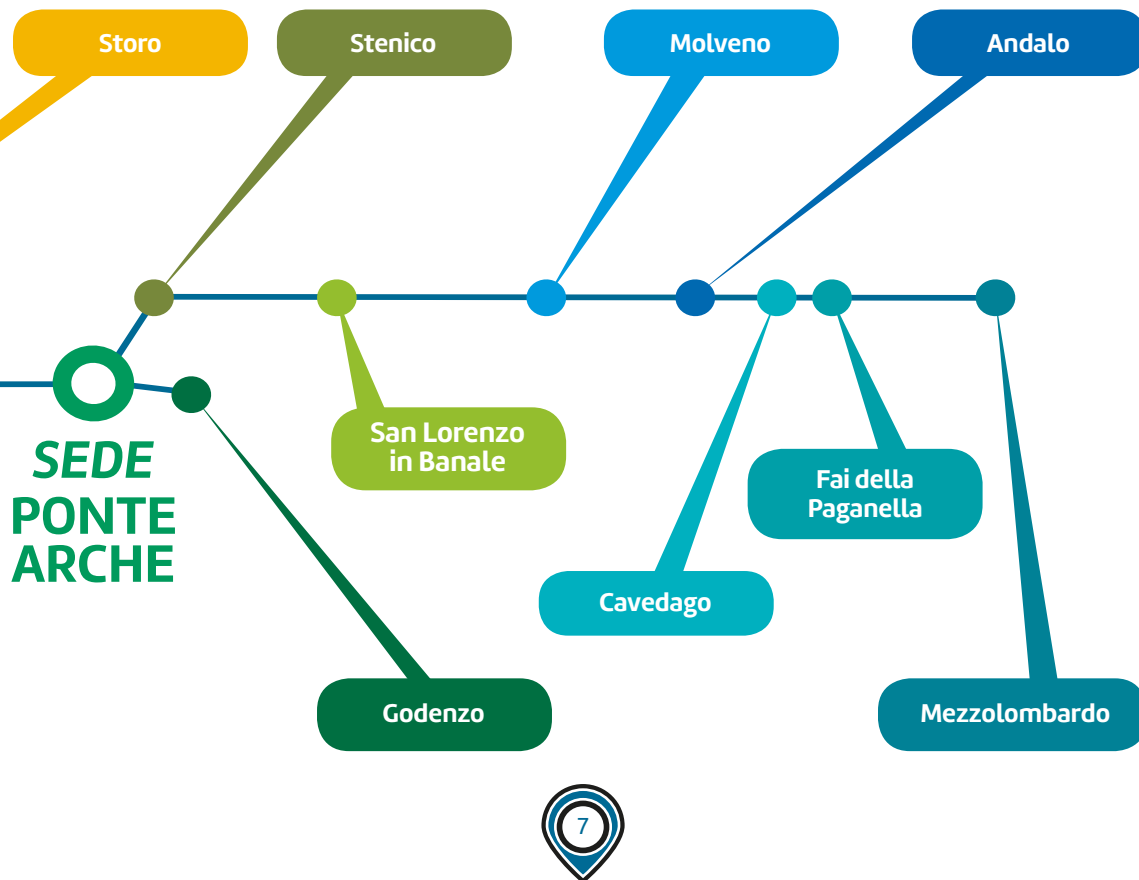 Storo
Stenico
Molveno
Andalo
San Lorenzo
in Banale
SEDE
PONTE
ARCHE
Fai della
Paganella
Cavedago
Godenzo
Mezzolombardo
7